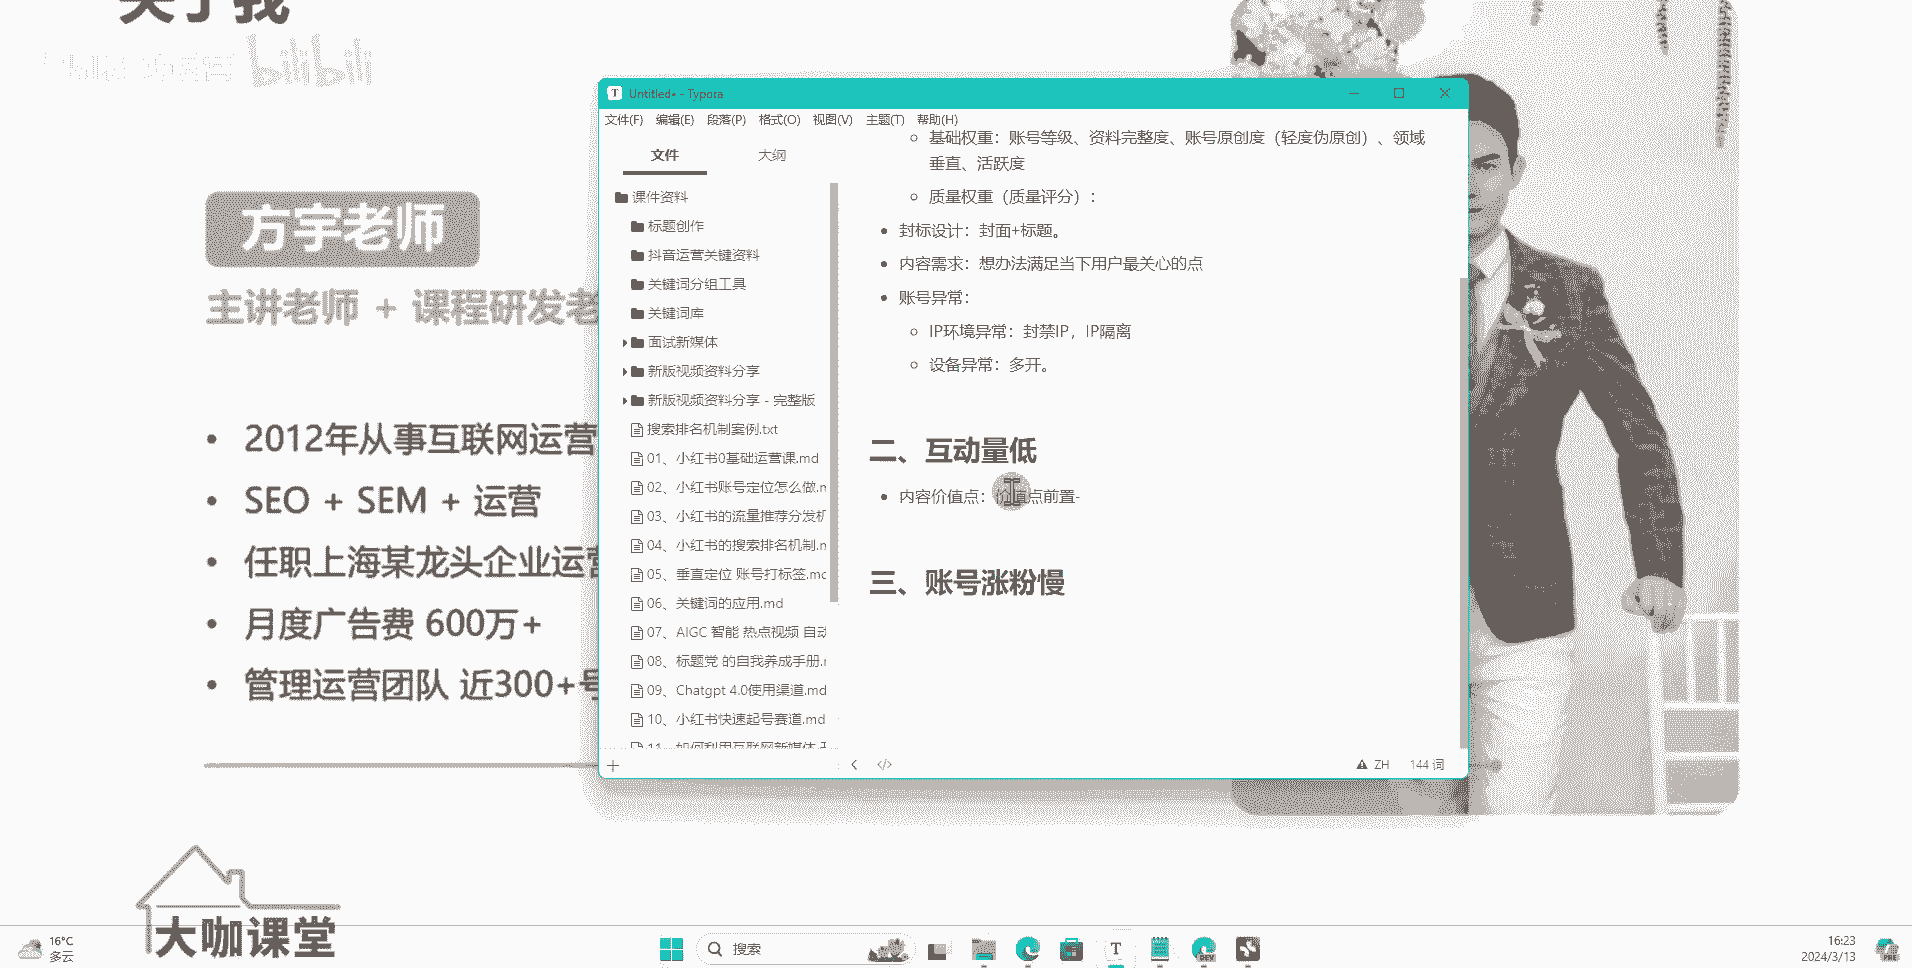 关于我
bilibili
方宇老师
主讲老师 + 课程研发老
• 2012年从事互联网运营
• SEO + SEM + 运营
• 任职上海某龙头企业运营
• 月度广告费 600万+
• 管理运营团队 近300+号
大咖课堂
Untitled• - Typora
文件(F) 编辑(E) 段落(P) 格式(O) 视图(V) 主题(T) 帮助(H)
文件 大纲
课件资料
标题创作
抖音运营关键资料
关键词分组工具
关键词库
面试新媒体
新版视频资料分享
新版视频资料分享 - 完整版
搜索排名机制案例.txt
01、小红书0基础运营课.md
02、小红书账号定位怎么做.m
03、小红书的流量推荐分发机
04、小红书的搜索排名机制.m
05、垂直定位 账号打标签.md
06、关键词的应用.md
07、AIGC 智能 热点视频 自动
08、标题党 的自我养成手册.m
09、Chatgpt 4.0使用渠道.md
10、小红书快速起号赛道.md
11、如何利用互联网新媒体
基础权重：账号等级、资料完整度、账号原创度（轻度伪原创）、领域
垂直、活跃度
质量权重（质量评分）：
封标设计：封面+标题。
内容需求：想办法满足当下用户最关心的点
账号异常：
IP环境异常：封禁IP，IP隔离
设备异常：多开。
二、互动量低
内容价值点：价值点前置-
三、账号涨粉慢
ZH 144 词
16°C
多云
搜索
16:23
2024/3/13